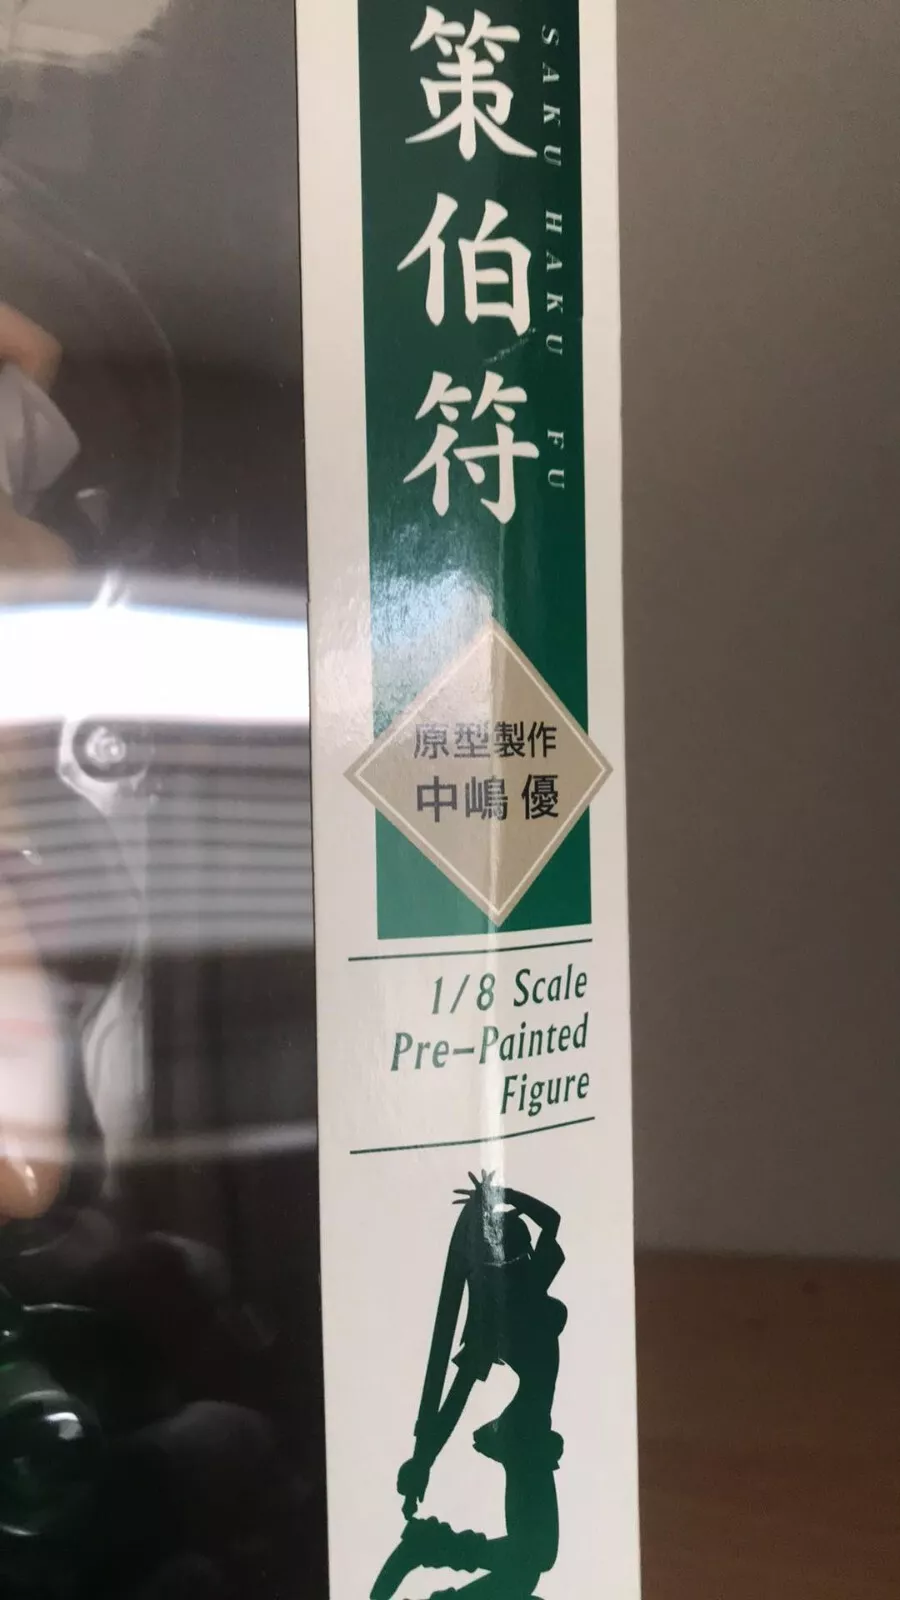 策伯符
SAKU HAKU FU
原型製作
中嶋 優
1/8 Scale
Pre-Painted
Figure